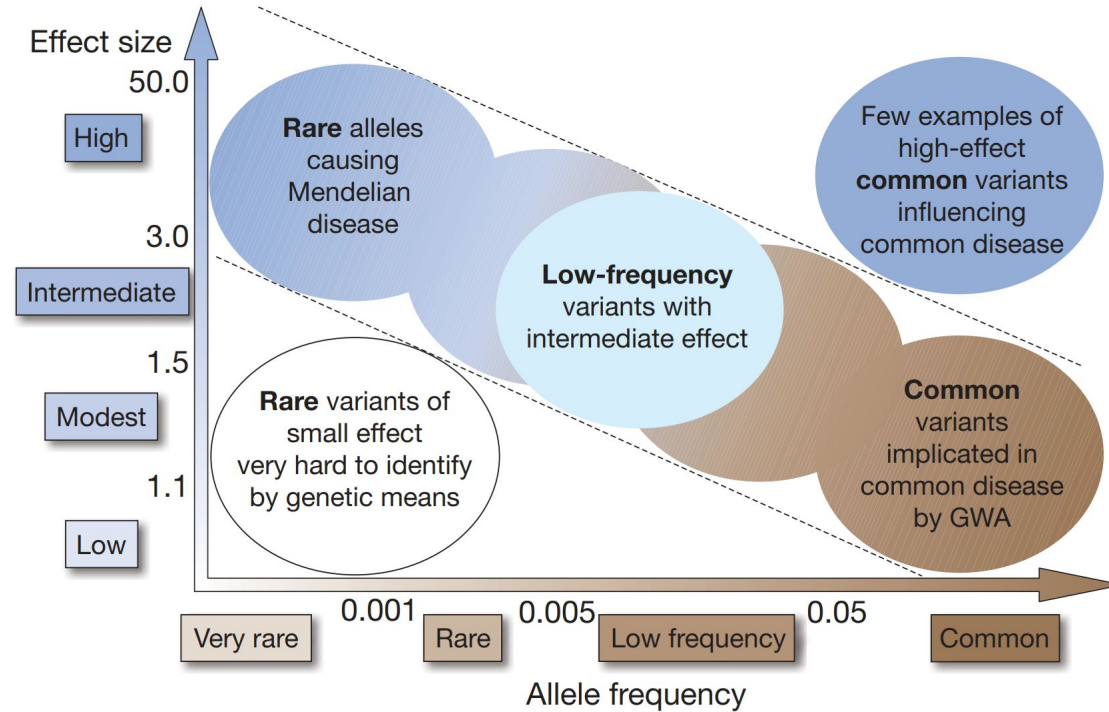 Effect size
50.0
High
3.0
Intermediate
1.5
Modest
1.1
Low
Rare alleles
causing
Mendelian
disease
Few examples of
high-effect
common variants
influencing
common disease
Low-frequency
variants with
intermediate effect
Rare variants of
small effect
very hard to identify
by genetic means
Common
variants
implicated in
common disease
by GWA
0.001
0.005
0.05
Very rare
Rare
Low frequency
Common
Allele frequency